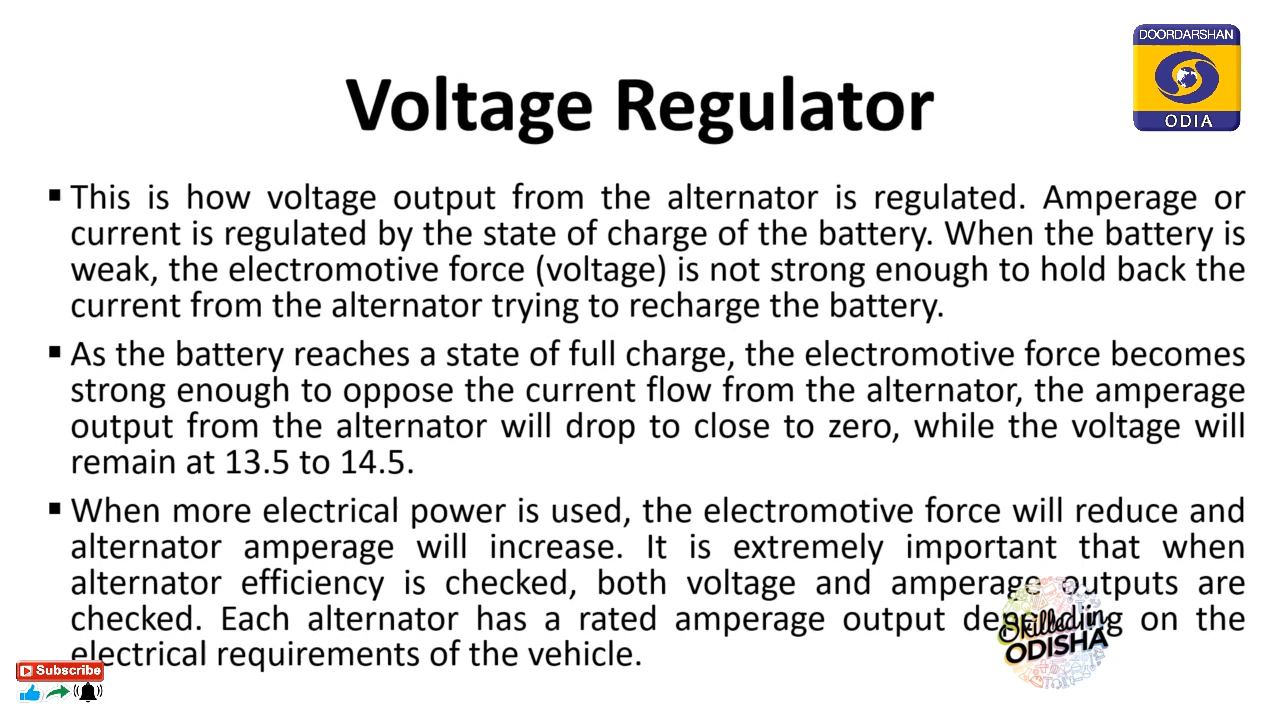 DOORDARSHAN
ODIA
Voltage Regulator
▪ This is how voltage output from the alternator is regulated. Amperage or
current is regulated by the state of charge of the battery. When the battery is
weak, the electromotive force (voltage) is not strong enough to hold back the
current from the alternator trying to recharge the battery.
▪ As the battery reaches a state of full charge, the electromotive force becomes
strong enough to oppose the current flow from the alternator, the amperage
output from the alternator will drop to close to zero, while the voltage will
remain at 13.5 to 14.5.
▪ When more electrical power is used, the electromotive force will reduce and
alternator amperage will increase. It is extremely important that when
alternator efficiency is checked, both voltage and amperage outputs are
checked. Each alternator has a rated amperage output depending on the
electrical requirements of the vehicle.
Skilled in
ODISHA
Subscribe